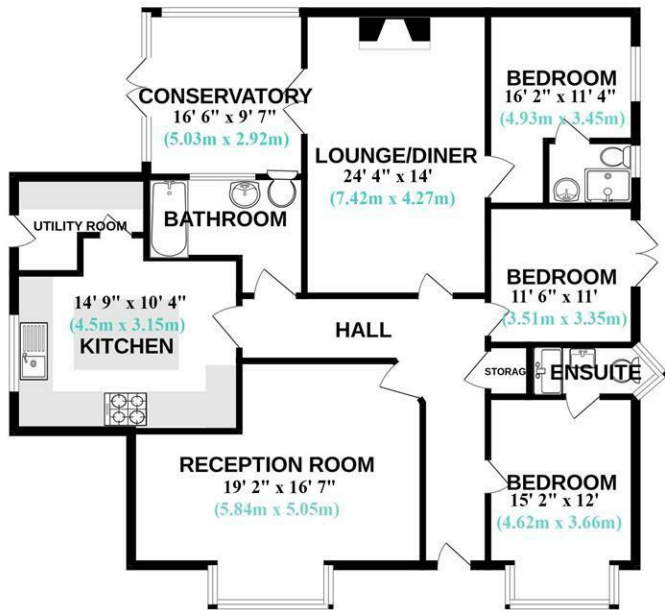 CONSERVATORY
16' 6" x 9' 7"
(5.03m x 2.92m)
LOUNGE/DINER
24' 4" x 14'
(7.42m x 4.27m)
BEDROOM
16' 2" x 11' 4"
(4.93m x 3.45m)
UTILITY ROOM
BATHROOM
14' 9" x 10' 4"
(4.5m x 3.15m)
KITCHEN
HALL
BEDROOM
11' 6" x 11'
(3.51m x 3.35m)
STORAG
ENSUITE
RECEPTION ROOM
19' 2" x 16' 7"
(5.84m x 5.05m)
BEDROOM
15' 2" x 12'
(4.62m x 3.66m)